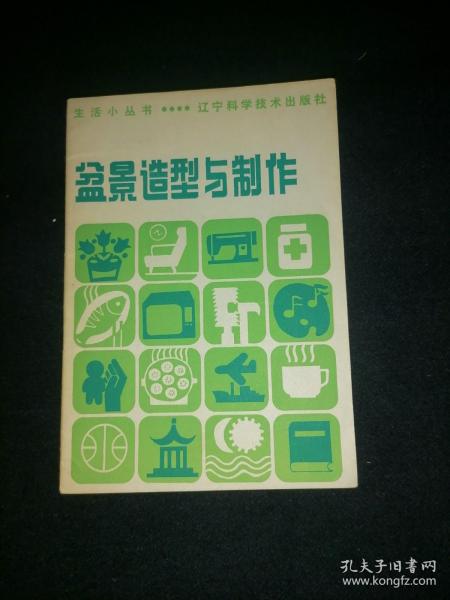 生活小丛书 •••• 辽宁科学技术出版社
盆景造型与制作
孔夫子旧书网
www.kongfz.com